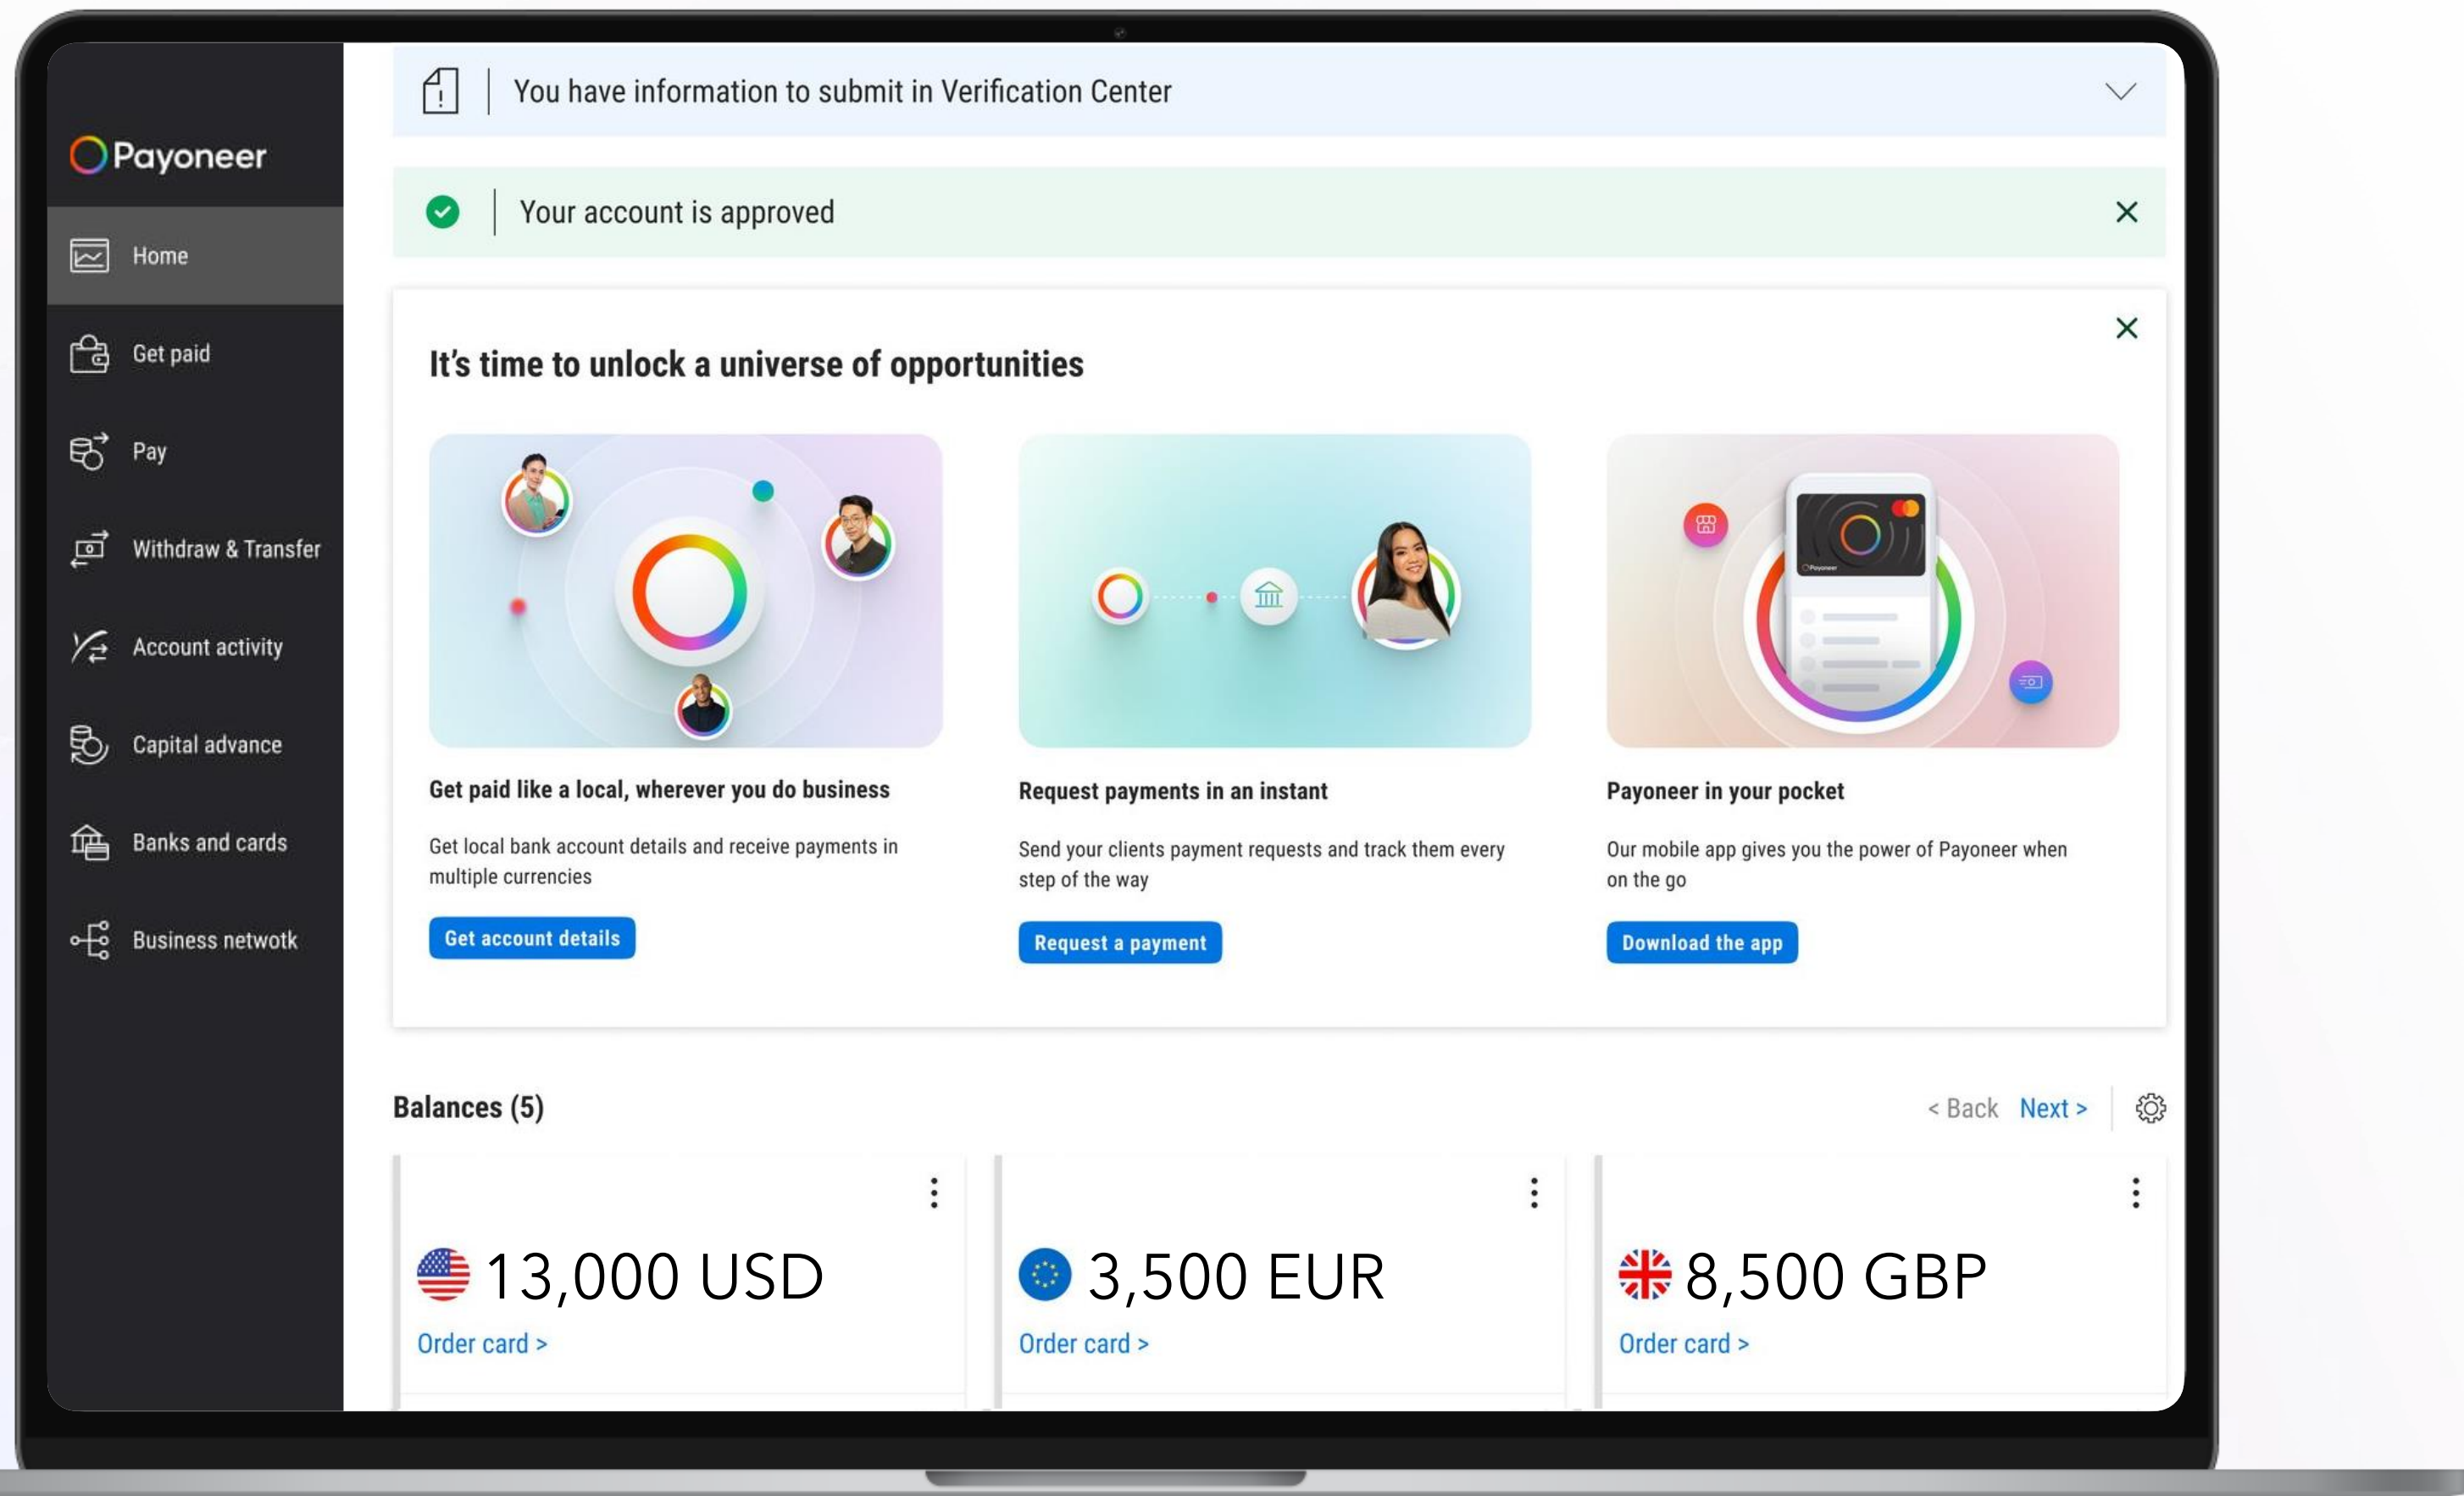 You have information to submit in Verification Center
Payoneer
Your account is approved
Home
Get paid
Pay
Withdraw & Transfer
Account activity
Capital advance
Banks and cards
Business netwotk
It's time to unlock a universe of opportunities
Payoneer
Get paid like a local, wherever you do business
Get local bank account details and receive payments in
multiple currencies
Get account details
Request payments in an instant
Send your clients payment requests and track them every
step of the way
Request a payment
Payoneer in your pocket
Our mobile app gives you the power of Payoneer when
on the go
Download the app
Balances (5)
< Back Next >
13,000 USD
Order card >
3,500 EUR
Order card >
8,500 GBP
Order card >